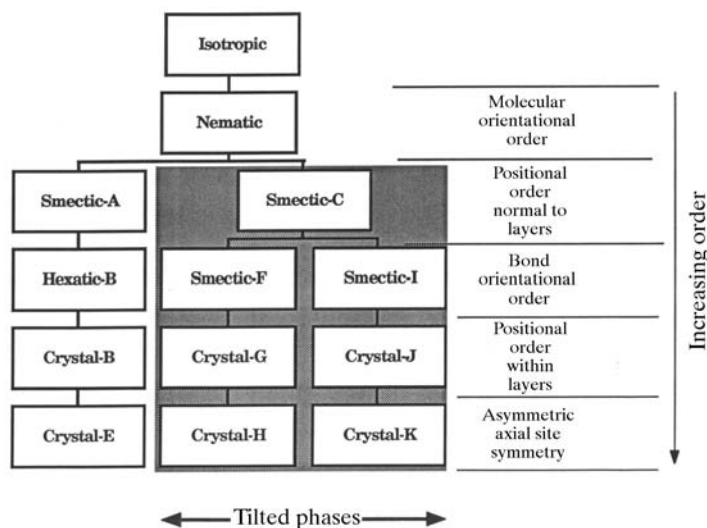 Isotropic
Nematic
Molecular
orientational
order
Smectic-A
Smectic-C
Positional
order
normal to
layers
Hexatic-B
Smectic-F
Smectic-I
Bond
orientational
order
Crystal-B
Crystal-G
Crystal-J
Positional
order
within
layers
Crystal-E
Crystal-H
Crystal-K
Asymmetric
axial site
symmetry
Increasing order
Tilted phases